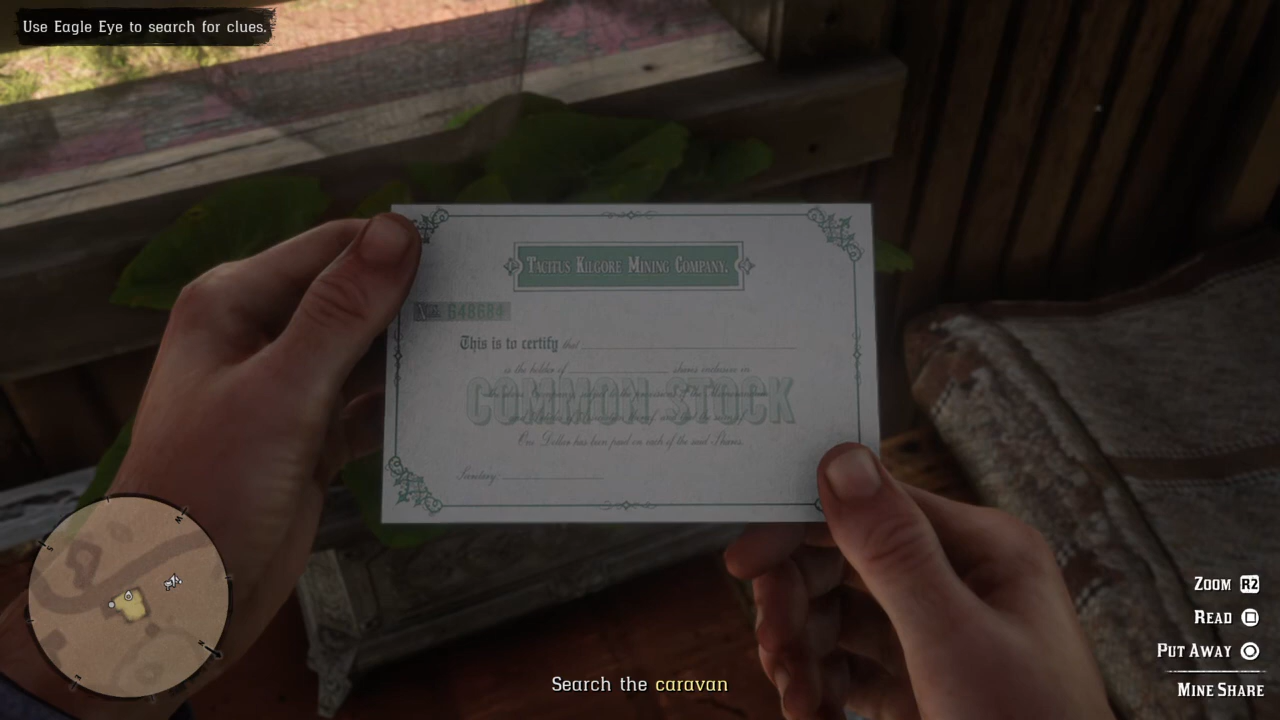 Use Eagle Eye to search for clues.
TACITUS KILGORE MINING COMPANY.
No. 648684
This is to certify that
is the holder of shares inclusive in
COMMON STOCK
One Dollar has been paid on each of the said Shares.
Secretary
ZOOM R2
READ
PUT AWAY
MINE SHARE
Search the caravan